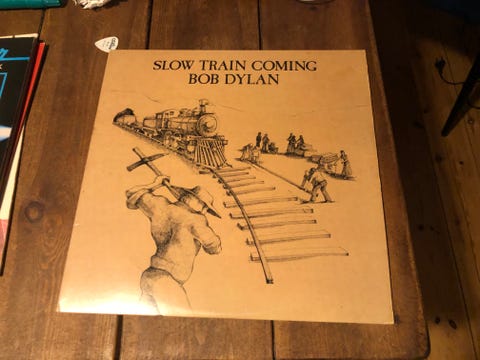 SLOW TRAIN COMING
BOB DYLAN